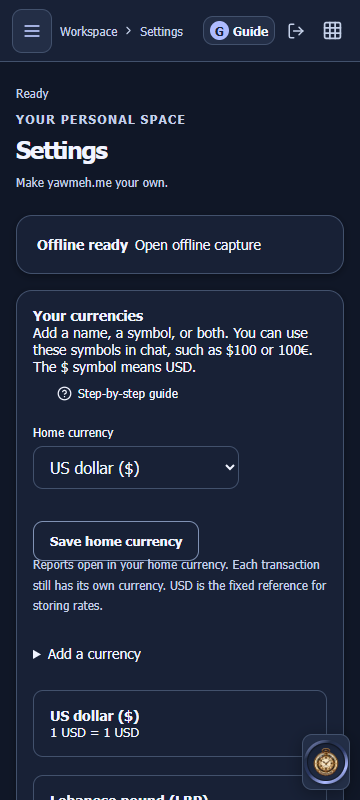 Workspace > Settings
G Guide
Ready
YOUR PERSONAL SPACE
Settings
Make yawmeh.me your own.
Offline ready Open offline capture
Your currencies
Add a name, a symbol, or both. You can use
these symbols in chat, such as $100 or 100€.
The $ symbol means USD.
Step-by-step guide
Home currency
US dollar ($)
Save home currency
Reports open in your home currency. Each transaction
still has its own currency. USD is the fixed reference for
storing rates.
Add a currency
US dollar ($)
1 USD = 1 USD
Lebanese pound (LBP)